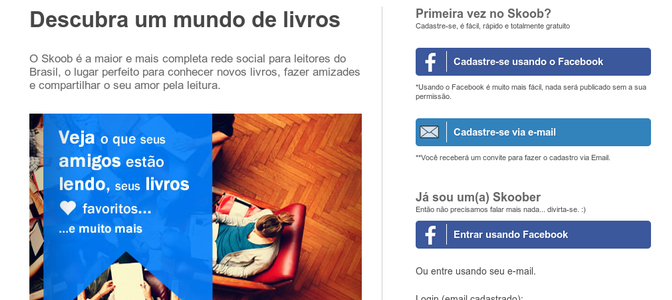 Descubra um mundo de livros
O Skoob é a maior e mais completa rede social para leitores do
Brasil, o lugar perfeito para conhecer novos livros, fazer amizades
e compartilhar o seu amor pela leitura.
Veja o que seus
amigos estão
lendo, seus livros
favoritos...
...e muito mais
Primeira vez no Skoob?
Cadastre-se, é fácil, rápido e totalmente gratuito
Cadastre-se usando o Facebook
*Usando o Facebook é muito mais fácil, nada será publicado sem a sua
permissão.
Cadastre-se via e-mail
**Você receberá um convite para fazer o cadastro via Email.
Já sou um(a) Skoober
Então não precisamos falar mais nada... divirta-se. :)
Entrar usando Facebook
Ou entre usando seu e-mail.
Login (email cadastrado):